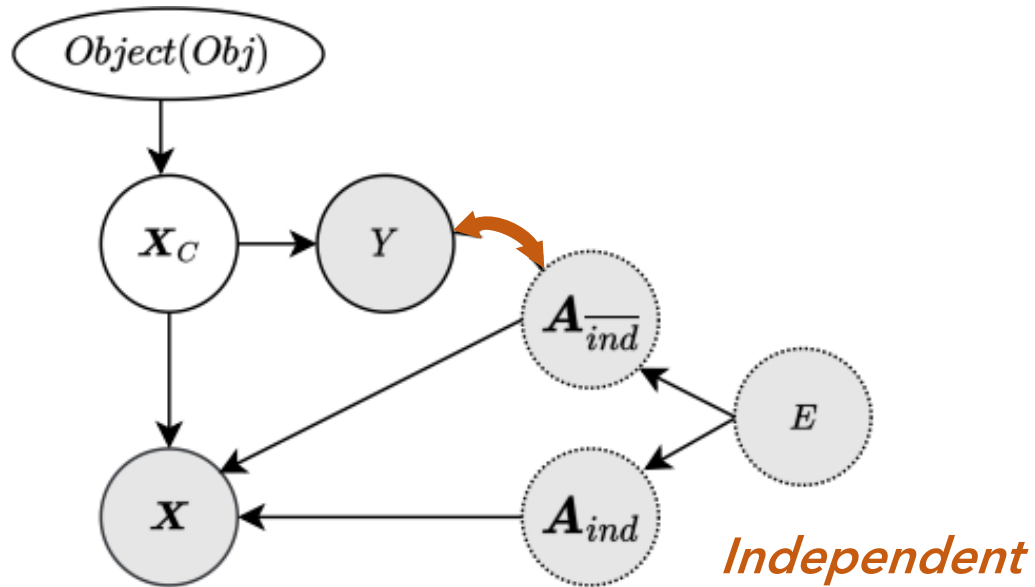 Object(Obj)
X_C
Y
A_{\overline{ind}}
E
X
A_{ind}
Independent